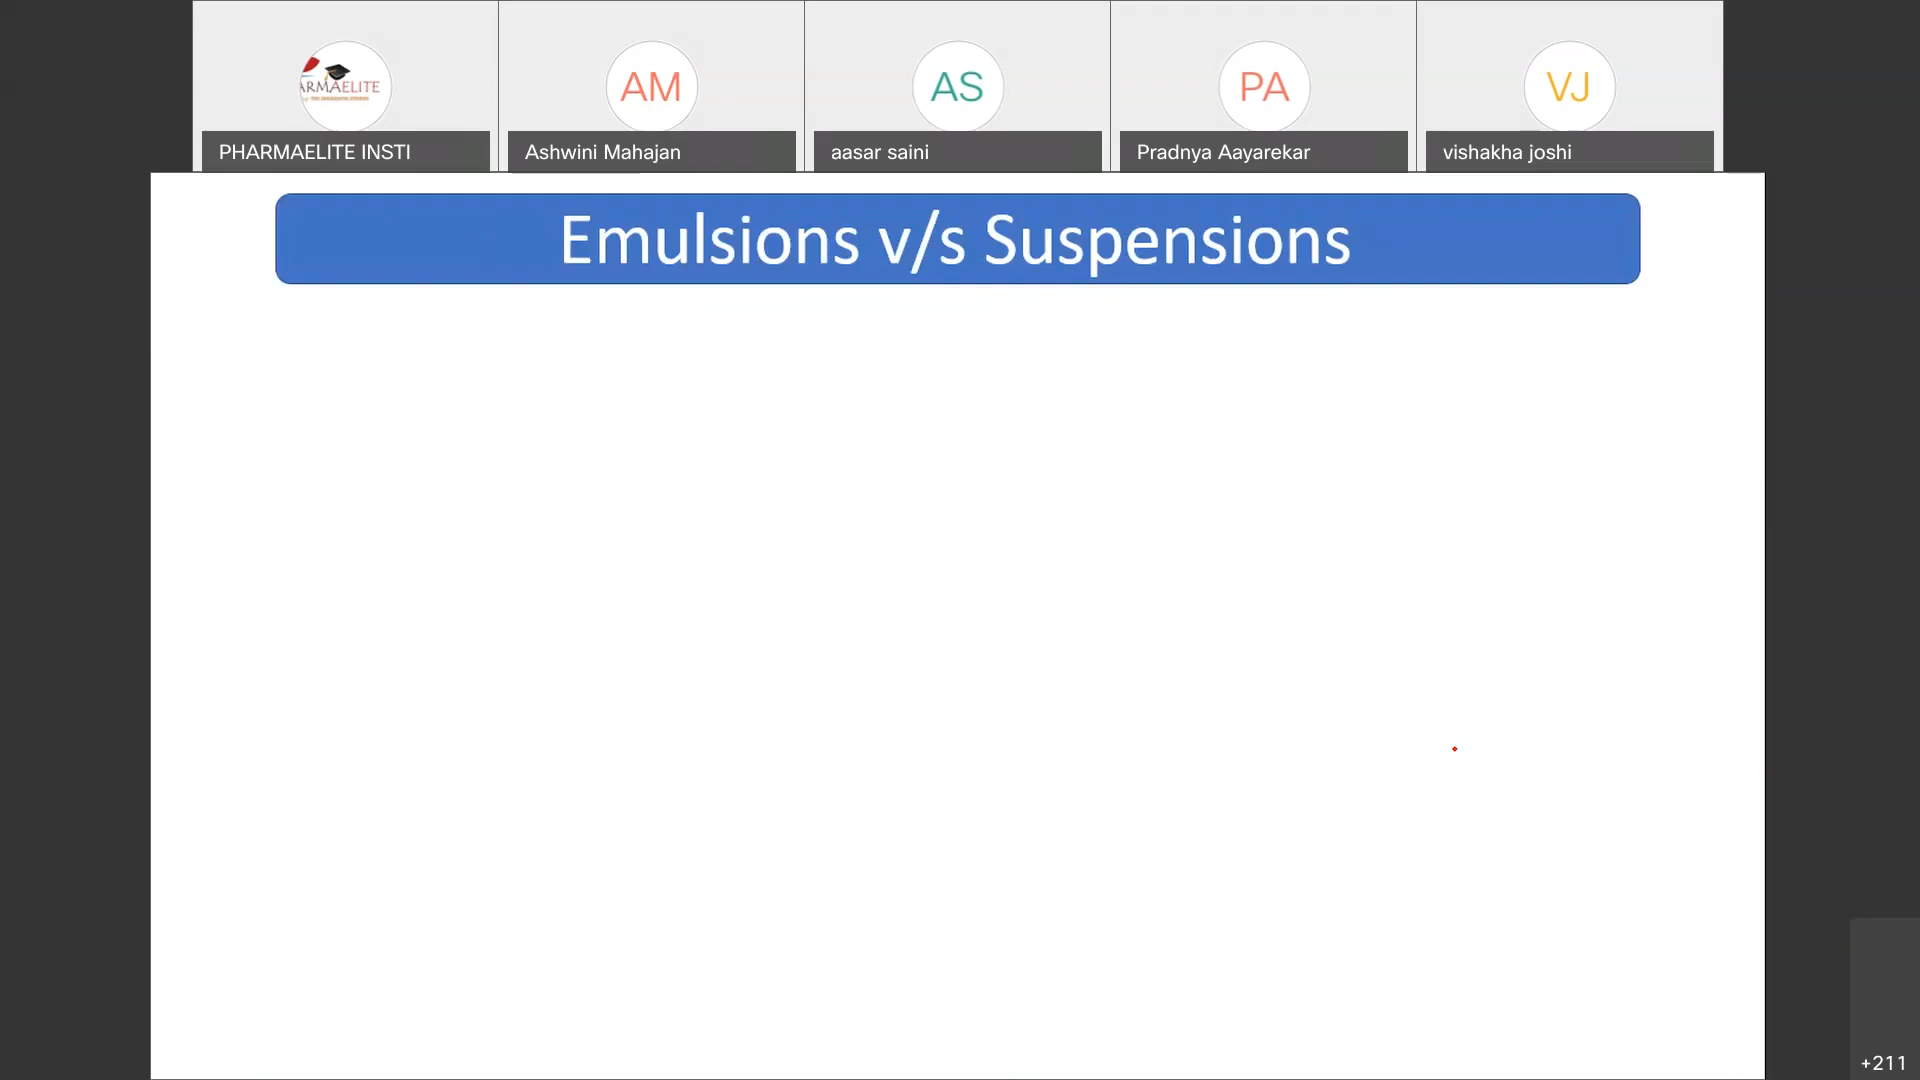 ARMAELITE
AM
AS
PA
VJ
PHARMAELITE INSTI
Ashwini Mahajan
aasar saini
Pradnya Aayarekar
vishakha joshi
Emulsions v/s Suspensions
+211